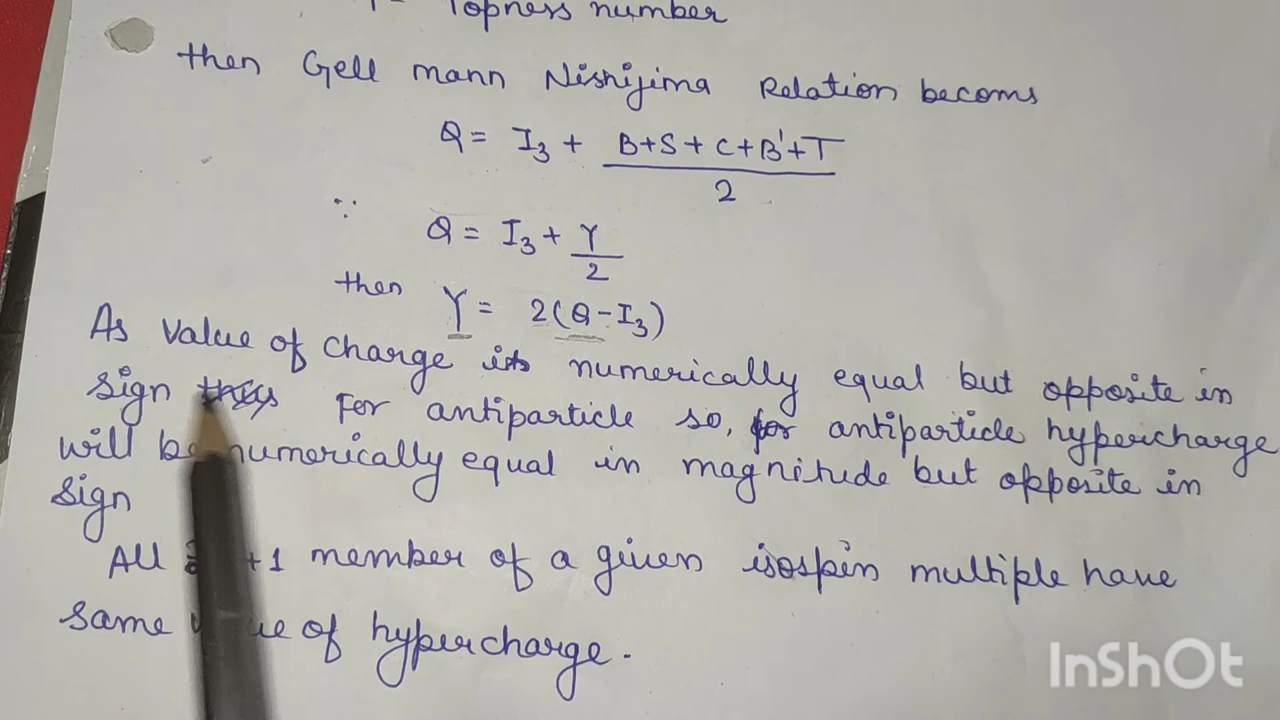 Topness number
then Gell mann Nishijima Relation becoms
Q = I3 + B+S+C+B'+T
2
∵ Q = I3 + Y
2
then Y = 2(Q-I3)
As value of charge is numerically equal but opposite in
sign For antiparticle so, for antiparticle hypercharge
will be numerically equal in magnitude but opposite in
sign
All +1 member of a given isospin multiple have
same of hypercharge.
InShOt